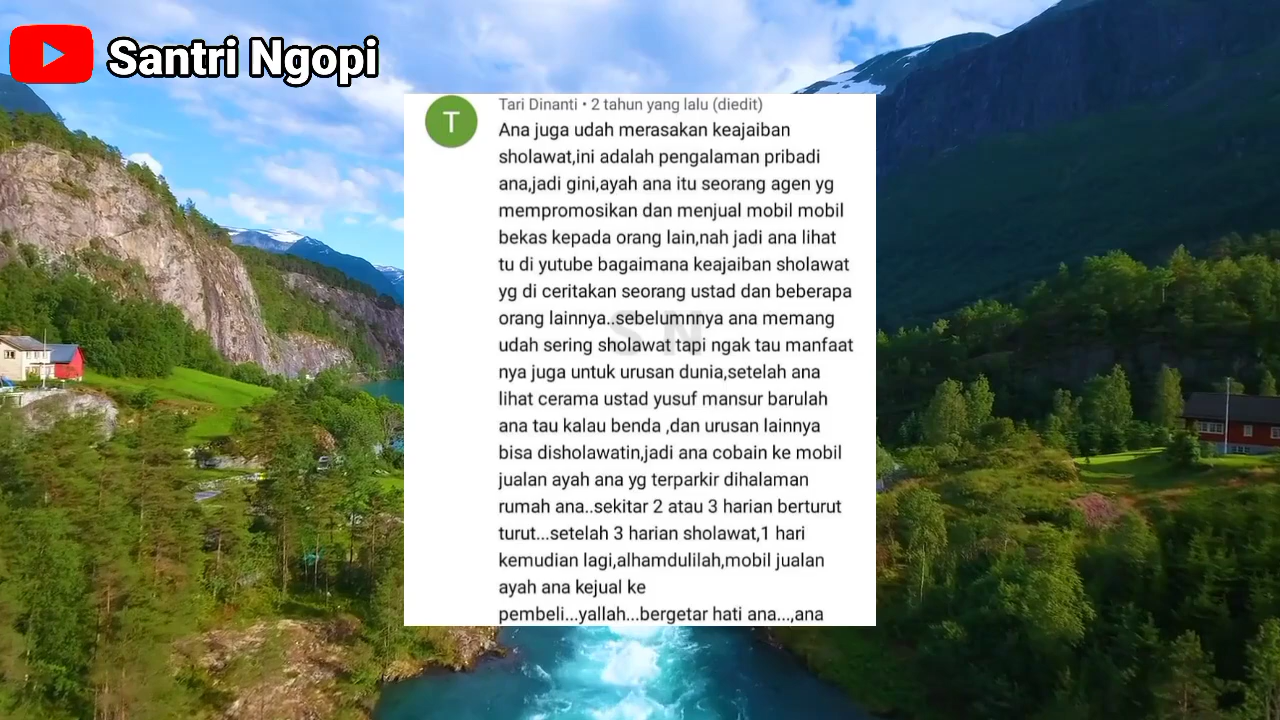 Santri Ngopi
T
Tari Dinanti • 2 tahun yang lalu (diedit)
Ana juga udah merasakan keajaiban
sholawat,ini adalah pengalaman pribadi
ana,jadi gini,ayah ana itu seorang agen yg
mempromosikan dan menjual mobil mobil
bekas kepada orang lain,nah jadi ana lihat
tu di yutube bagaimana keajaiban sholawat
yg di ceritakan seorang ustad dan beberapa
orang lainnya..sebelumnnya ana memang
SN
udah sering sholawat tapi ngak tau manfaat
nya juga untuk urusan dunia,setelah ana
lihat cerama ustad yusuf mansur barulah
ana tau kalau benda ,dan urusan lainnya
bisa disholawatin,jadi ana cobain ke mobil
jualan ayah ana yg terparkir dihalaman
rumah ana..sekitar 2 atau 3 harian berturut
turut...setelah 3 harian sholawat,1 hari
kemudian lagi,alhamdulilah,mobil jualan
ayah ana kejual ke
pembeli...yallah...bergetar hati ana...,ana